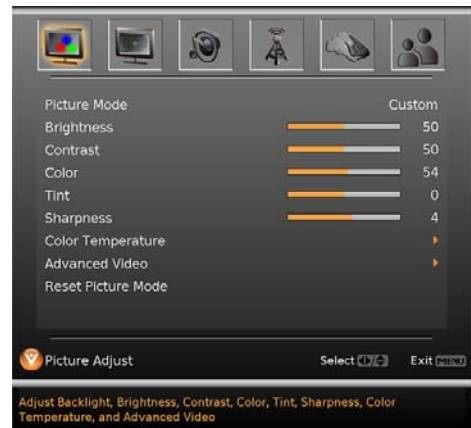 Picture Mode Custom
Brightness 50
Contrast 50
Color 54
Tint 0
Sharpness 4
Color Temperature
Advanced Video
Reset Picture Mode
V Picture Adjust Select Exit MENU
Adjust Backlight, Brightness, Contrast, Color, Tint, Sharpness, Color
Temperature, and Advanced Video